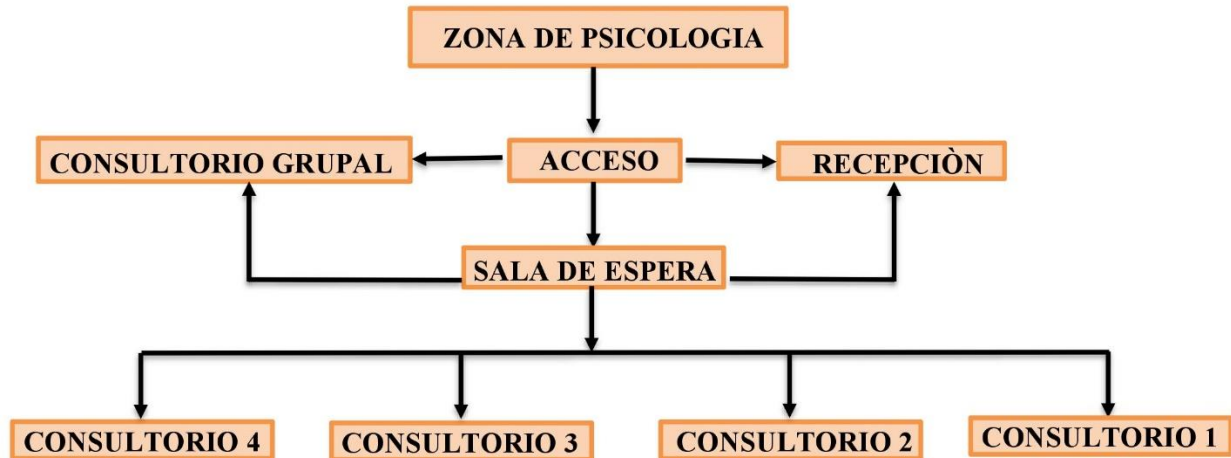 ZONA DE PSICOLOGIA
CONSULTORIO GRUPAL
ACCESO
RECEPCIÒN
SALA DE ESPERA
CONSULTORIO 4
CONSULTORIO 3
CONSULTORIO 2
CONSULTORIO 1